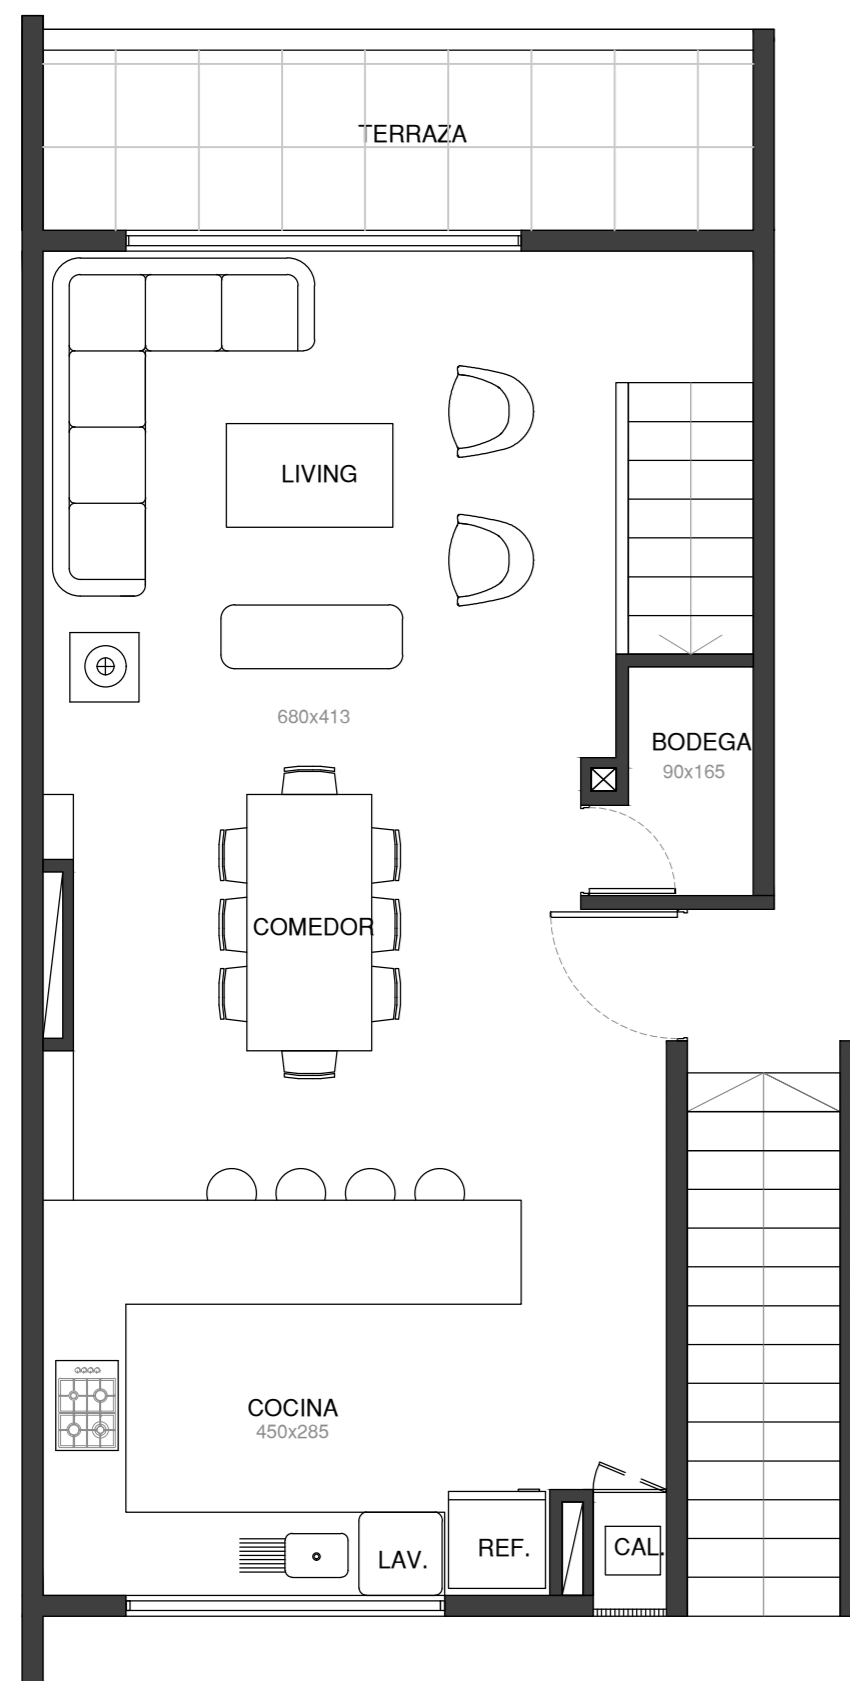 TERRAZA
LIVING
680x413
BODEGA
90x165
COMEDOR
COCINA
450x285
LAV.
REF.
CAL.